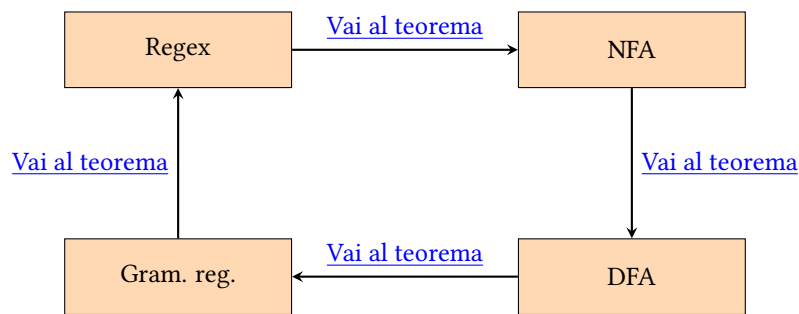 Vai al teorema
Regex
NFA
Vai al teorema
Vai al teorema
Vai al teorema
Gram. reg.
DFA